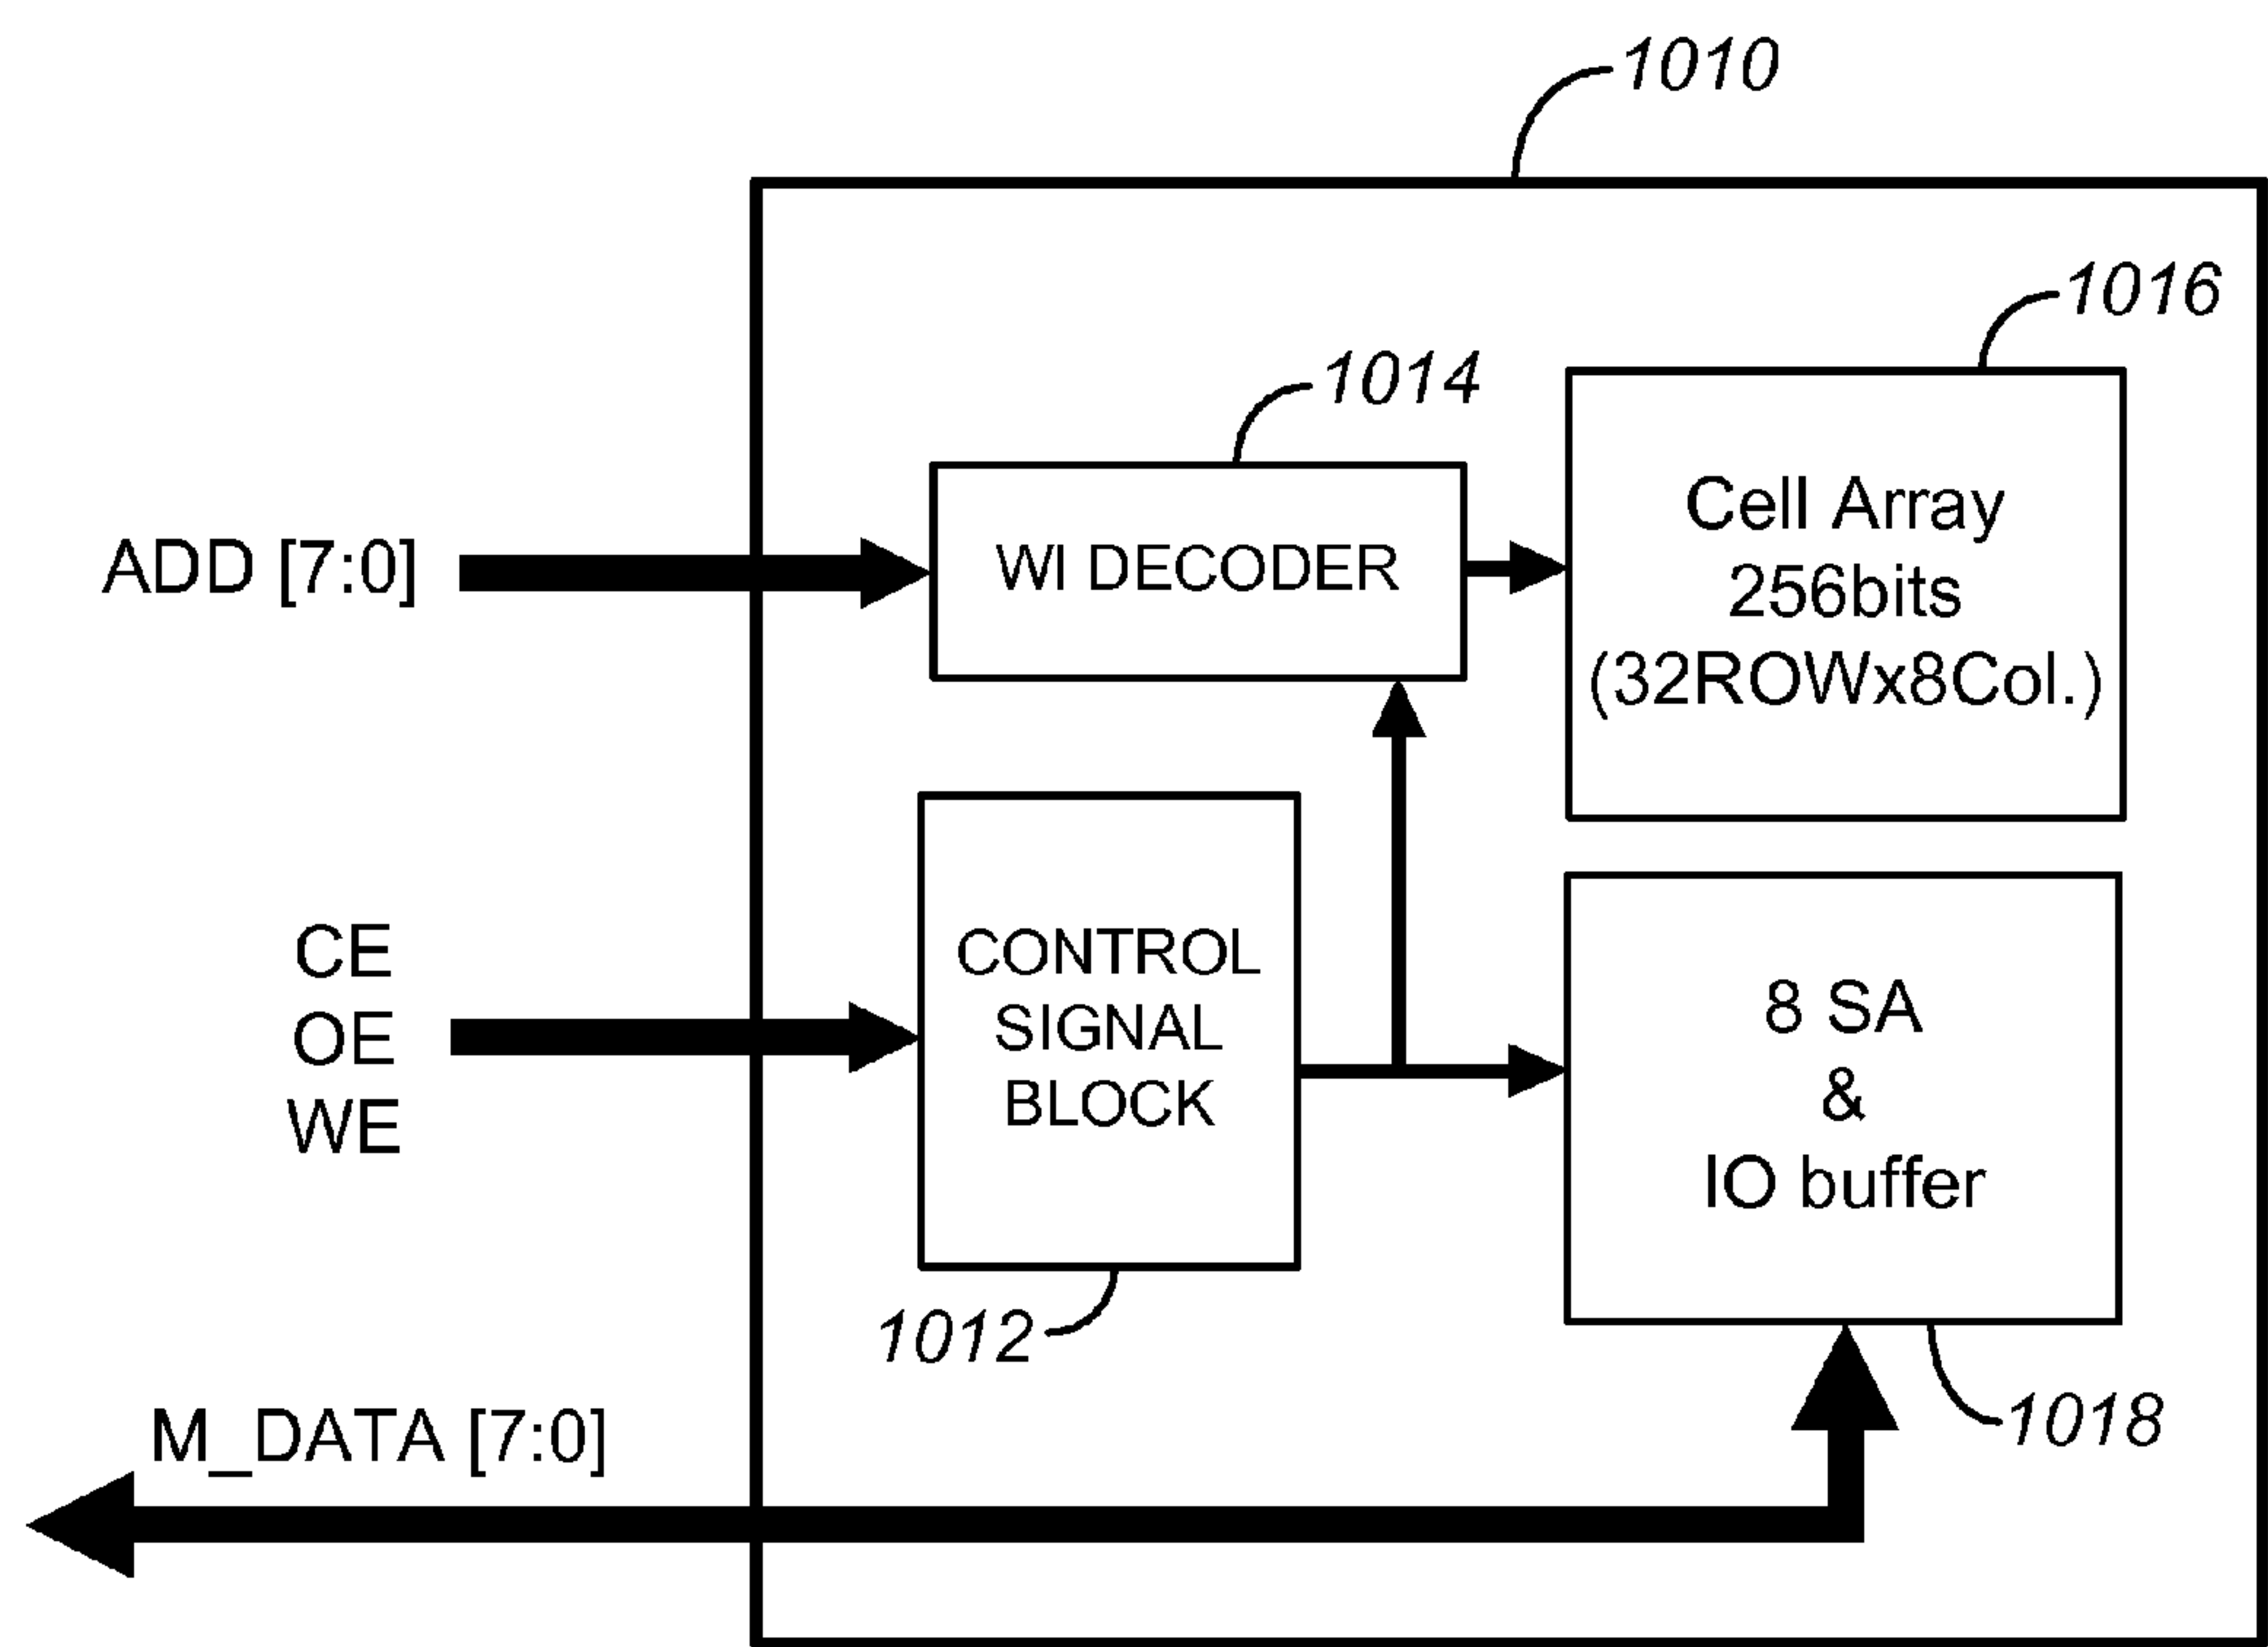 1010
1016
1014
Cell Array
256bits
(32ROWx8Col.)
ADD [7:0]
WI DECODER
CE
OE
WE
CONTROL
SIGNAL
BLOCK
8 SA
&
IO buffer
1012
1018
M_DATA [7:0]